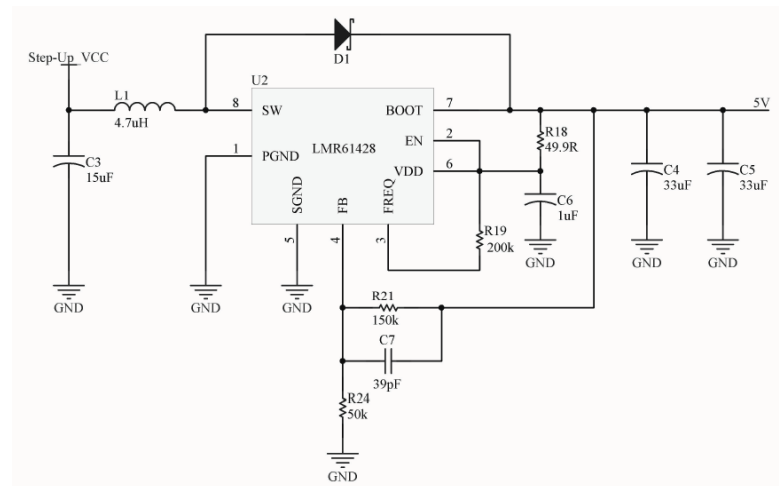 D1
Step-Up_VCC
U2
L1
4.7uH
8
SW
BOOT
7
5V
EN
2
R18
49.9R
LMR61428
1
PGND
VDD
6
C3
15uF
C4
33uF
C5
33uF
SGND
FB
FREQ
C6
1uF
5
4
3
R19
200k
GND
GND
GND
GND
GND
GND
R21
150k
C7
39pF
R24
50k
GND